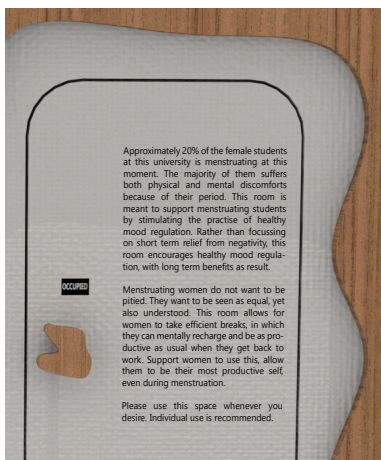 Approximately 20% of the female students
at this university is menstruating at this
moment. The majority of them suffers
both physical and mental discomforts
because of their period. This room is
meant to support menstruating students
by stimulating the practise of healthy
mood regulation. Rather than focussing
on short term relief from negativity, this
room encourages healthy mood regula-
tion, with long term benefits as result.
OCCUPIED
Menstruating women do not want to be
pitied. They want to be seen as equal, yet
also understood. This room allows for
women to take efficient breaks, in which
they can mentally recharge and be as pro-
ductive as usual when they get back to
work. Support women to use this, allow
them to be their most productive self,
even during menstruation.
Please use this space whenever you
desire. Individual use is recommended.